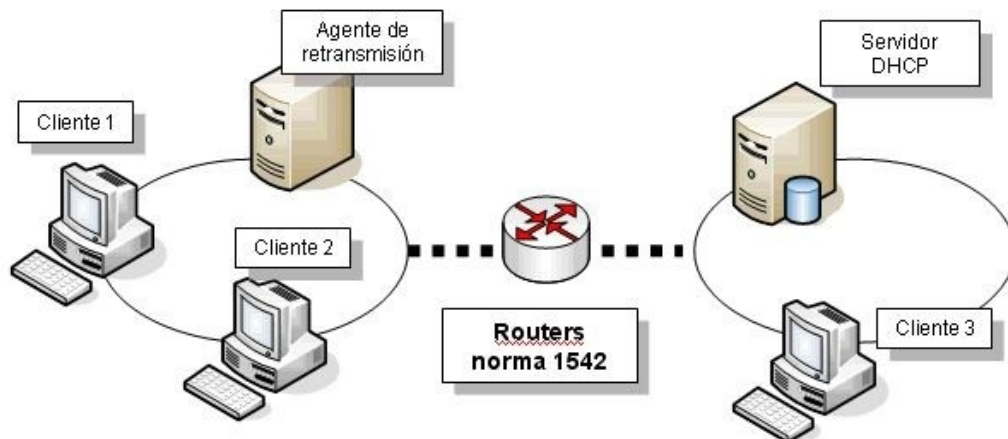 Agente de
retransmisión
Servidor
DHCP
Cliente 1
Cliente 2
Routers
norma 1542
Cliente 3